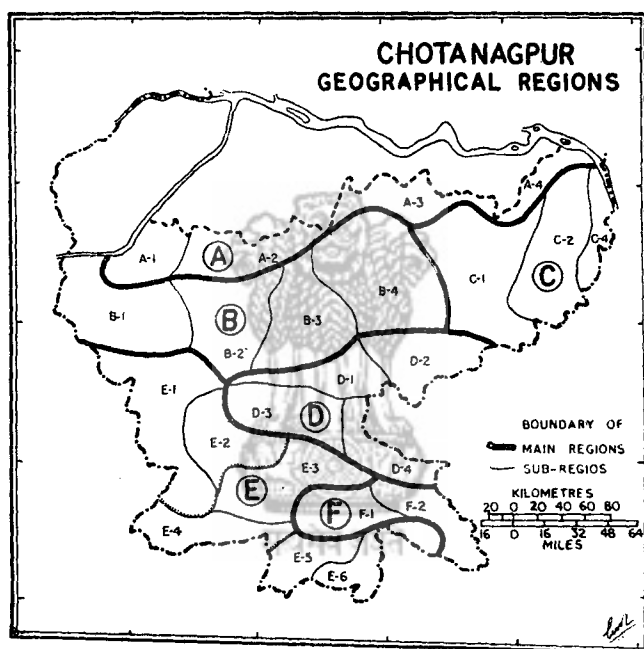 CHOTANAGPUR
GEOGRAPHICAL REGIONS
A-4
A-3
C-2
C-4
A
A-2
A-1
C
C-1
B-4
B-1
B
B-3
B-2
D-2
D-1
E-1
D-3
D
BOUNDARY OF
E-2
MAIN REGIONS
E-3
D-4
SUB-REGIOS
E
KILOMETRES
F
F-1
F-2
20 0 20 40 60 80
E-4
16 0 16 32 48 64
MILES
E-5
E-6